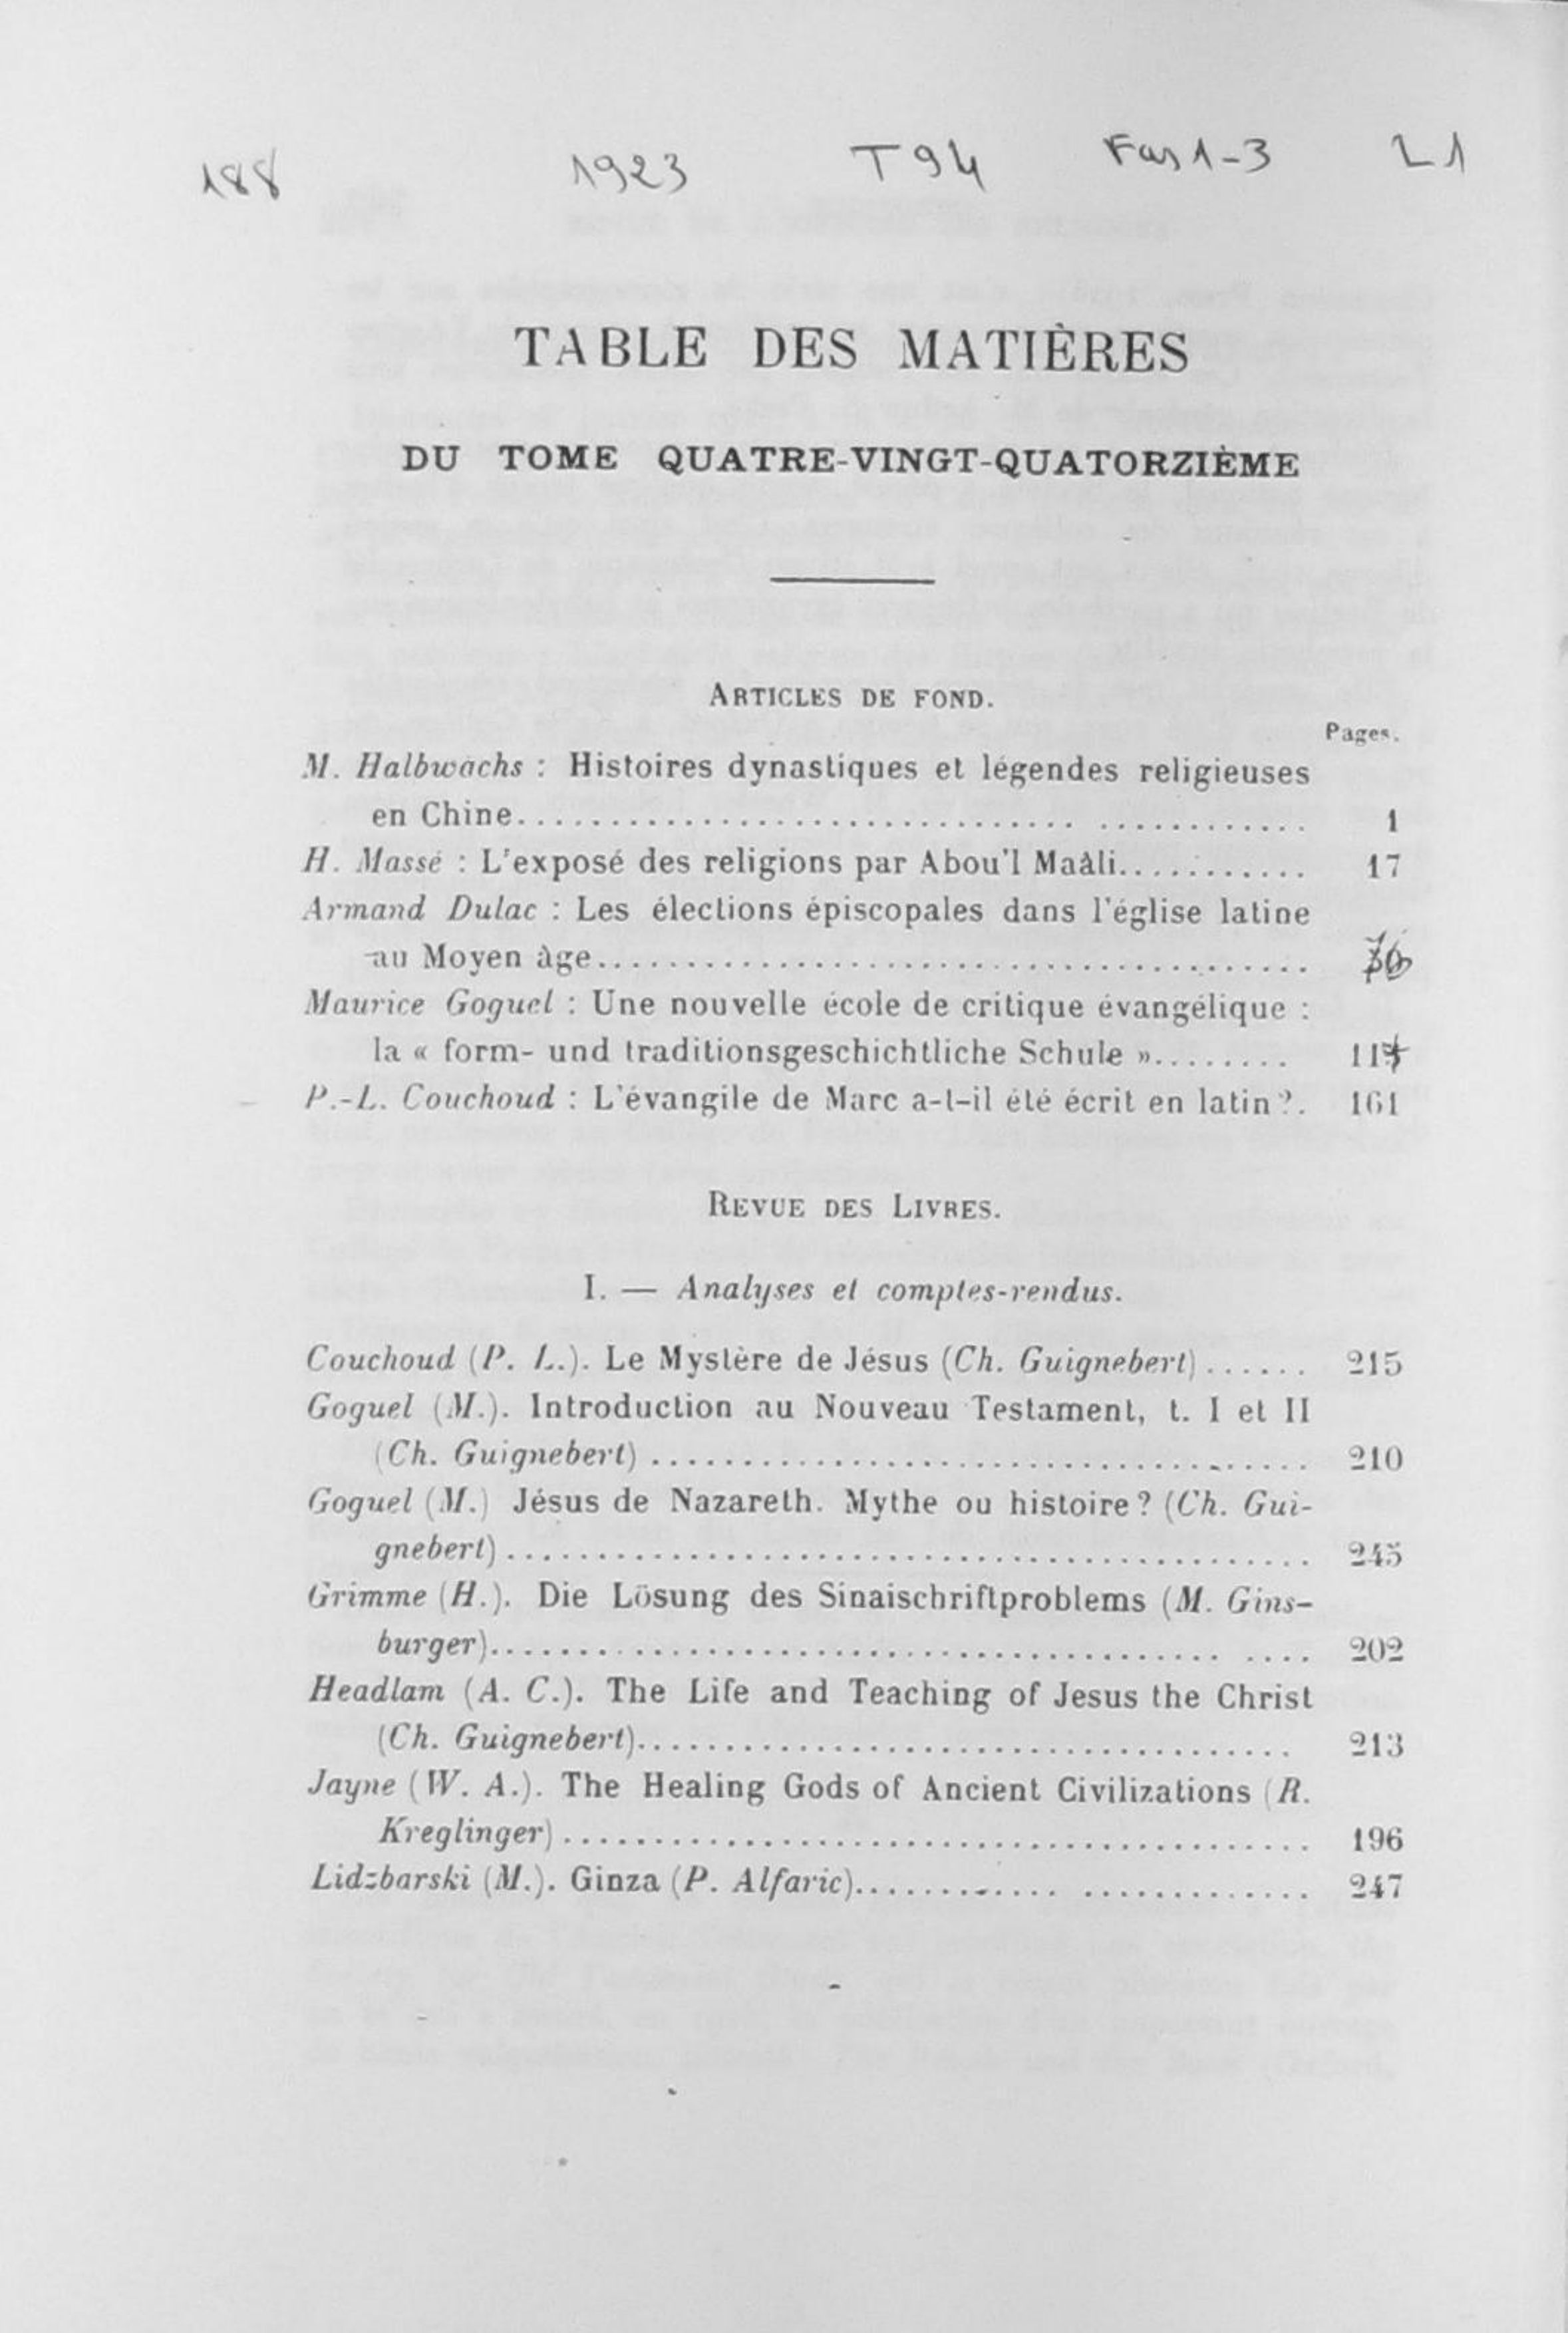 188 1923 T94 Fas 1-3 L1
TABLE DES MATIÈRES
DU TOME QUATRE-VINGT-QUATORZIÈME
ARTICLES DE FOND.
Pages.
M. Halbwachs : Histoires dynastiques et légendes religieuses
en Chine............................................ 1
H. Massé : L'exposé des religions par Abou'l Maâli............ 17
Armand Dulac : Les élections épiscopales dans l'église latine
au Moyen âge........................................
Maurice Goguel : Une nouvelle école de critique évangélique :
la « form- und traditionsgeschichtliche Schule »........ 117
P.-L. Couchoud : L'évangile de Marc a-t-il été écrit en latin ?. 161
REVUE DES LIVRES.
I. — Analyses et comptes-rendus.
Couchoud (P. L.). Le Mystère de Jésus (Ch. Guignebert)...... 215
Goguel (M.). Introduction au Nouveau Testament, t. I et II
(Ch. Guignebert)..................................... 210
Goguel (M.) Jésus de Nazareth. Mythe ou histoire ? (Ch. Gui-
gnebert)............................................. 245
Grimme (H.). Die Lösung des Sinaischriftproblems (M. Gins-
burger).............................................. 202
Headlam (A. C.). The Life and Teaching of Jesus the Christ
(Ch. Guignebert)..................................... 213
Jayne (W. A.). The Healing Gods of Ancient Civilizations (R.
Kreglinger).......................................... 196
Lidzbarski (M.). Ginza (P. Alfaric)......................... 247